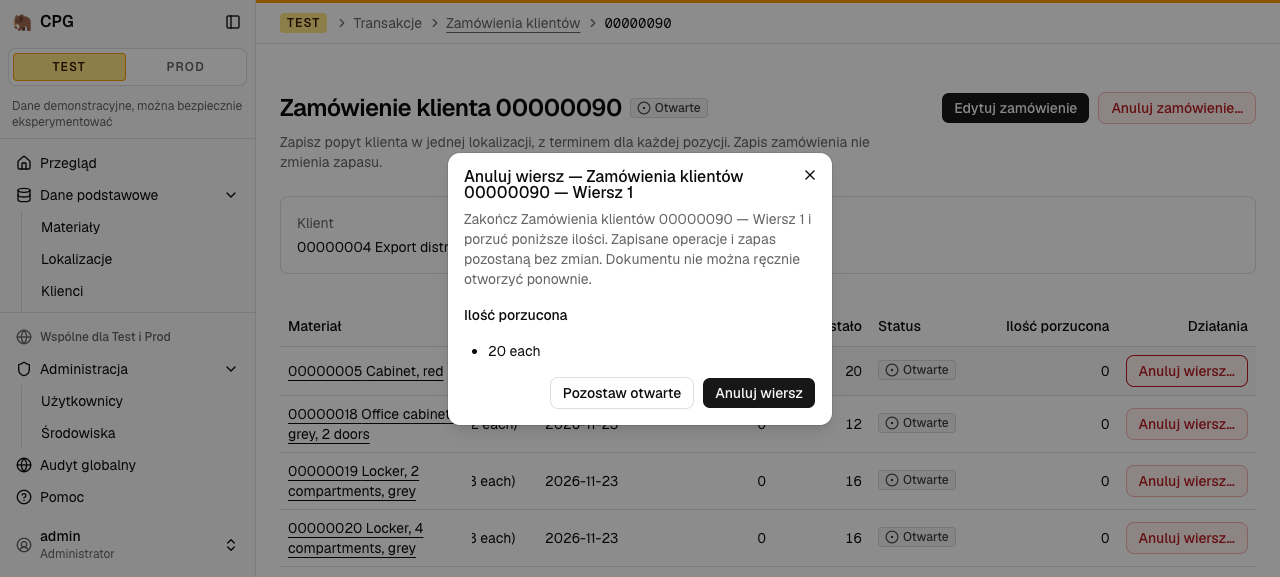 CPG
TEST
PROD
Dane demonstracyjne, można bezpiecznie
eksperymentować
Przegląd
Dane podstawowe
Materiały
Lokalizacje
Klienci
Wspólne dla Test i Prod
Administracja
Użytkownicy
Środowiska
Audyt globalny
Pomoc
admin
Administrator
TEST > Transakcje > Zamówienia klientów > 00000090
Zamówienie klienta 00000090 Otwarte
Edytuj zamówienie Anuluj zamówienie...
Zapisz popyt klienta w jednej lokalizacji, z terminem dla każdej pozycji. Zapis zamówienia nie
zmienia zapasu.
Klient
00000004 Export distr
Anuluj wiersz — Zamówienia klientów
00000090 — Wiersz 1
Zakończ Zamówienia klientów 00000090 — Wiersz 1 i
porzuć poniższe ilości. Zapisane operacje i zapas
pozostaną bez zmian. Dokumentu nie można ręcznie
otworzyć ponownie.
Ilość porzucona
• 20 each
Pozostaw otwarte Anuluj wiersz
Materiał stało Status Ilość porzucona Działania
00000005 Cabinet, red 20 Otwarte 0 Anuluj wiersz...
00000018 Office cabinet
grey, 2 doors
each) 2026-11-23 0 12 Otwarte 0 Anuluj wiersz...
00000019 Locker, 2
compartments, grey
each) 2026-11-23 0 16 Otwarte 0 Anuluj wiersz...
00000020 Locker, 4
compartments, grey
each) 2026-11-23 0 16 Otwarte 0 Anuluj wiersz...